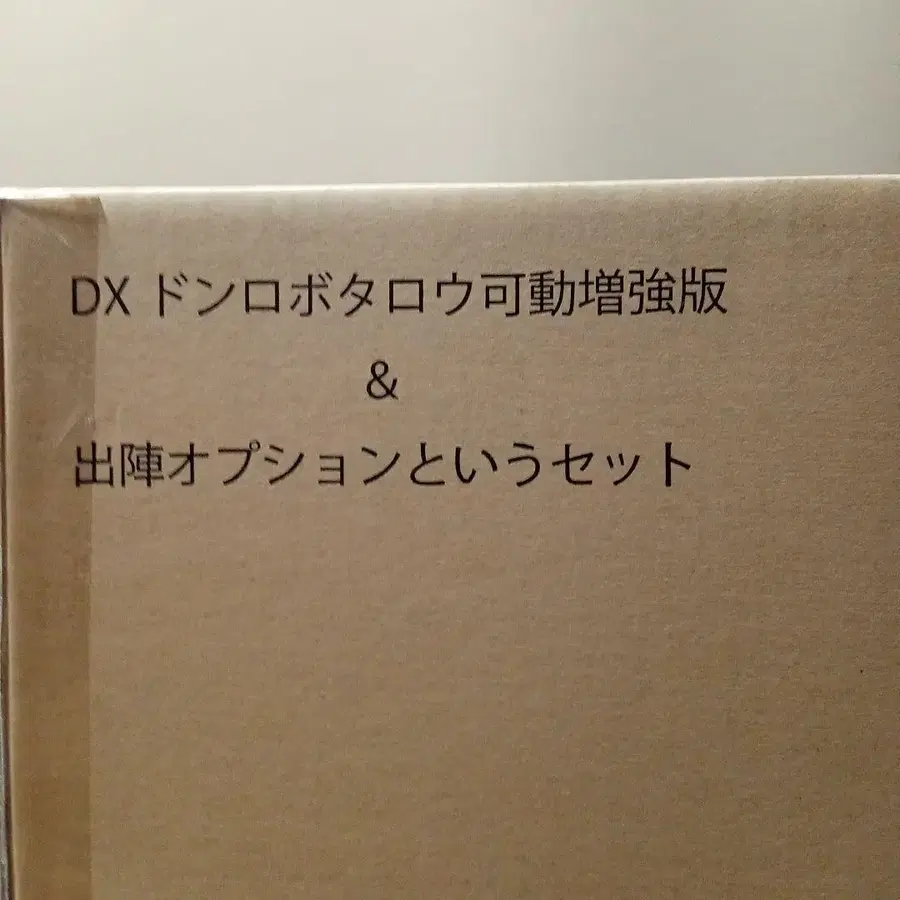 DX ドンロボタロウ可動増強版
&
出陣オプションというセット